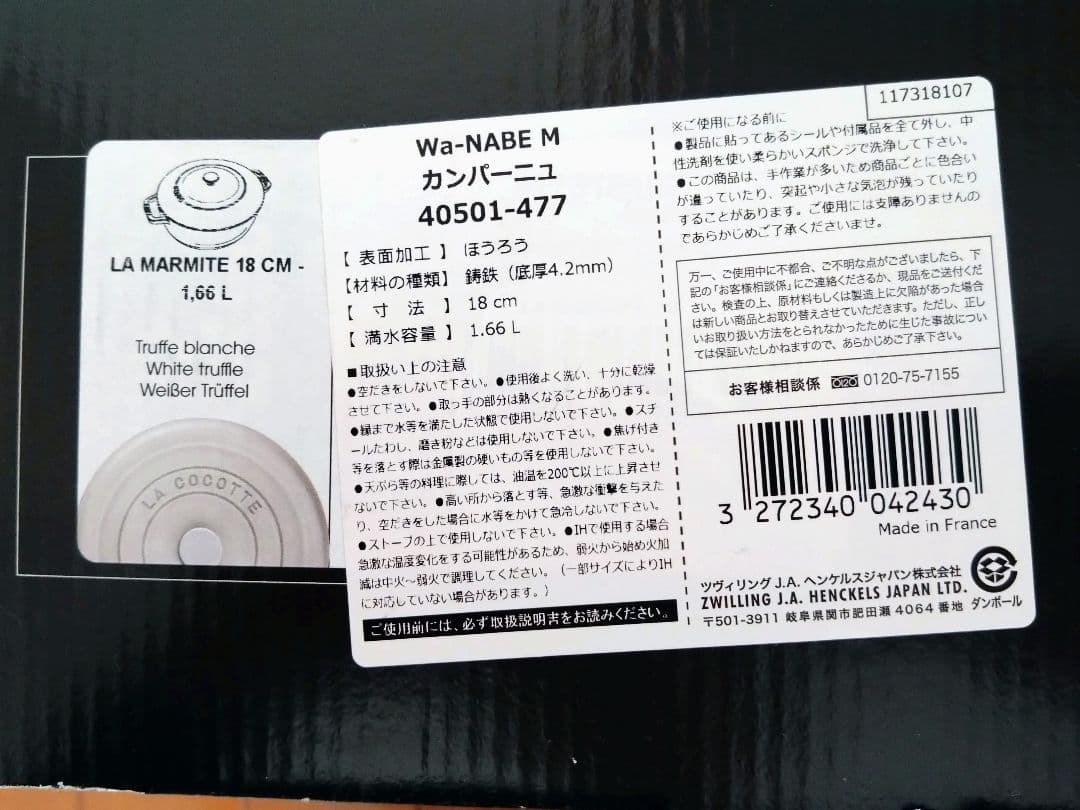 LA MARMITE 18 CM -
1,66 L
Truffe blanche
White truffle
Weißer Trüffel
LA COCOTTE
Wa-NABE M
カンパーニュ
40501-477
【 表面加工 】 ほうろう
【材料の種類】 鋳鉄（底厚4.2mm）
【 寸　法 】 18 cm
【 満水容量 】 1.66 L
■取扱い上の注意
●空だきをしないで下さい。●使用後よく洗い、十分に乾燥
させて下さい。●取っ手の部分は熱くなることがあります。
●縁まで水等を満たした状態で使用しないで下さい。●スチ
ールたわし、磨き粉などは使用しないで下さい。●焦げ付き
等を落とす際は金属製の硬いもの等を使用しないで下さい。
●天ぷら等の料理に際しては、油温を200℃以上に上昇させ
ないで下さい。●高い所から落とす等、急激な衝撃を与えた
り、空だきをした場合に水等をかけて急冷しないで下さい。
●ストーブの上で使用しないで下さい。●IHで使用する場合
急激な温度変化をする可能性があるため、弱火から始め火加
減は中火～弱火で調理してください。（一部サイズによりIH
に対応していない場合があります。）
ご使用前には、必ず取扱説明書をお読みください。
117318107
※ご使用になる前に
●製品に貼ってあるシールや付属品を全て外し、中
性洗剤を使い柔らかいスポンジで洗浄して下さい。
●この商品は、手作業が多いため商品ごとに色合い
が違っていたり、突起や小さな気泡が残っていたり
することがあります。ご使用には支障ありませんの
であらかじめご了承くださいませ。
万一、ご使用中に不都合、ご不明な点がございましたら、下
記の「お客様相談係」にご連絡くださるか、現品をご送付くだ
さい。検査の上、原材料もしくは製造上に欠陥があった場合
は新しい商品とお取り替えさせていただきます。ただし、正し
いお取り扱い方法をとられなかったために生じた事故につい
ては保証いたしかねますので、あらかじめご了承下さい。
お客様相談係 0120-75-7155
3 272340 042430
Made in France
ツヴィリング J.A. ヘンケルスジャパン株式会社
ZWILLING J.A. HENCKELS JAPAN LTD.
〒501-3911 岐阜県関市肥田瀬 4064 番地
ダンボール